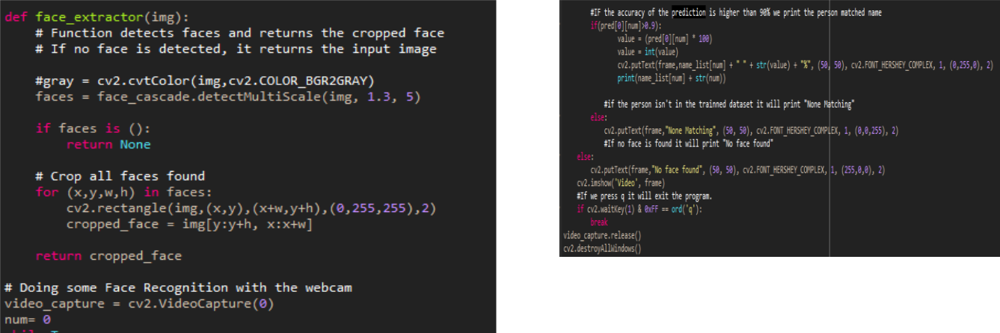 def face_extractor(img):
    # Function detects faces and returns the cropped face
    # If no face is detected, it returns the input image
    #gray = cv2.cvtColor(img,cv2.COLOR_BGR2GRAY)
    faces = face_cascade.detectMultiScale(img, 1.3, 5)
    if faces is ():
        return None
    # Crop all faces found
    for (x,y,w,h) in faces:
        cv2.rectangle(img,(x,y),(x+w,y+h),(0,255,255),2)
        cropped_face = img[y:y+h, x:x+w]
    return cropped_face
# Doing some Face Recognition with the webcam
video_capture = cv2.VideoCapture(0)
num= 0
#IF the accuracy of the prediction is higher than 90% we print the person matched name
if(pred[0][num]>0.9):
value = (pred[0][num] * 100)
value = int(value)
cv2.putText(frame,name_list[num] + " " + str(value) + "%", (50, 50), cv2.FONT_HERSHEY_COMPLEX, 1, (0,255,0), 2)
print(name_list[num] + str(num))
#if the person isn't in the trainned dataset it will print "None Matching"
else:
cv2.putText(frame,"None Matching", (50, 50), cv2.FONT_HERSHEY_COMPLEX, 1, (0,0,255), 2)
#If no face is found it will print "No face found"
else:
cv2.putText(frame,"No face found", (50, 50), cv2.FONT_HERSHEY_COMPLEX, 1, (255,0,0), 2)
cv2.imshow('Video', frame)
#If we press q it will exit the program.
if cv2.waitKey(1) & 0xFF == ord('q'):
break
video_capture.release()
cv2.destroyAllWindows()